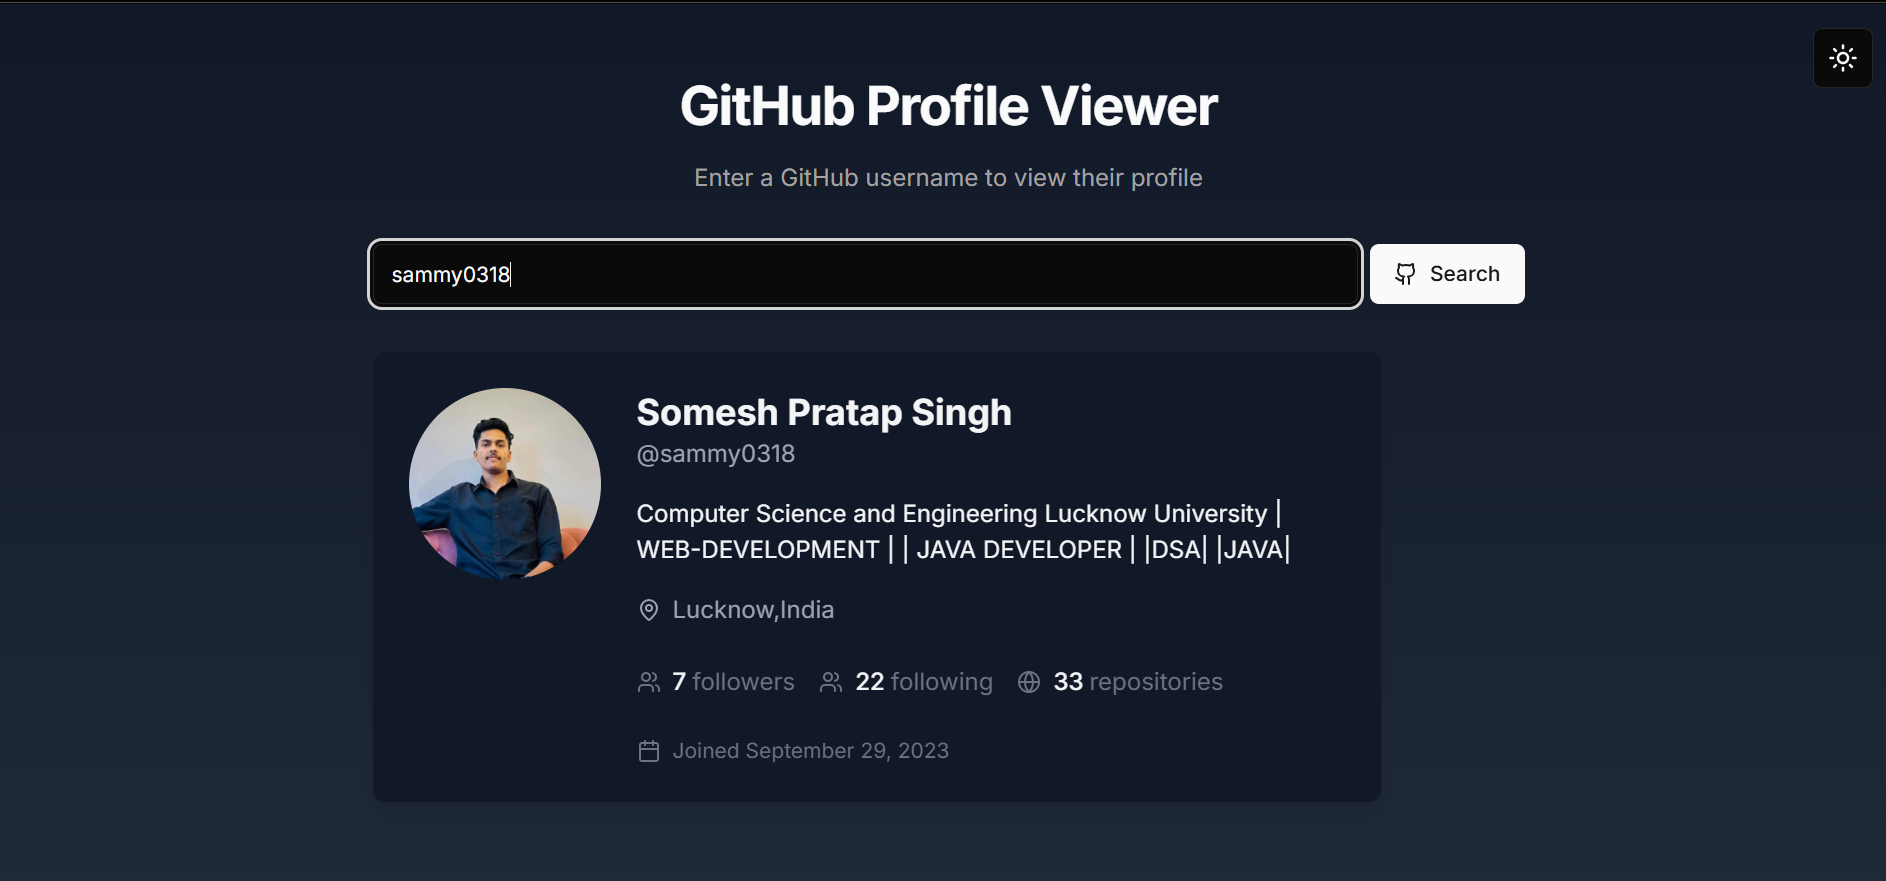 GitHub Profile Viewer
Enter a GitHub username to view their profile
sammy0318
Search
Somesh Pratap Singh
@sammy0318
Computer Science and Engineering Lucknow University |
WEB-DEVELOPMENT | | JAVA DEVELOPER | |DSA| |JAVA|
Lucknow,India
7 followers 22 following 33 repositories
Joined September 29, 2023